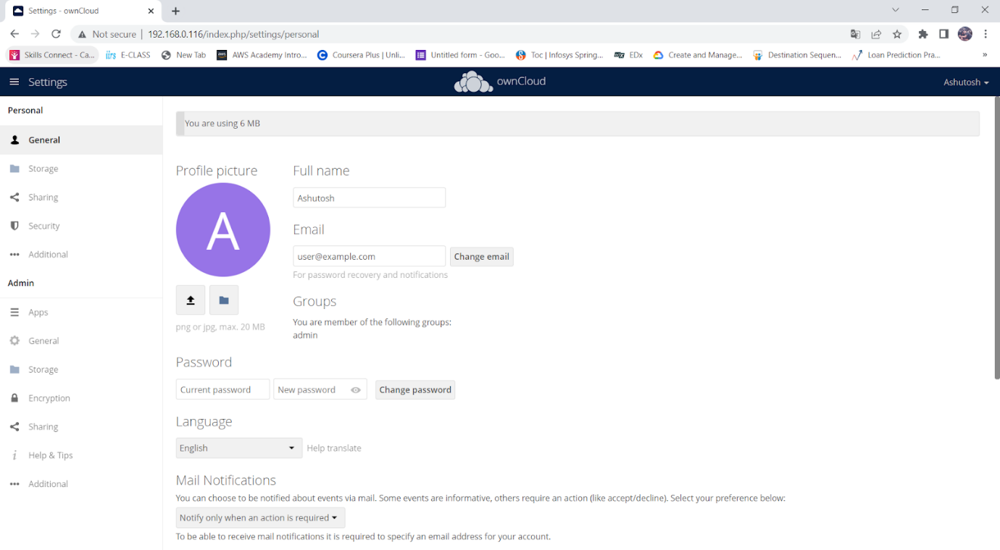 Settings - ownCloud
Not secure | 192.168.0.116/index.php/settings/personal
Skills Connect - Ca... iirs E-CLASS New Tab aws AWS Academy Intro... Coursera Plus | Unli... Untitled form - Goo... Toc | Infosys Spring... EDx Create and Manage... Destination Sequen... Loan Prediction Pra... »
Settings ownCloud Ashutosh
Personal
General
Storage
Sharing
Security
Additional
Admin
Apps
General
Storage
Encryption
Sharing
Help & Tips
Additional
You are using 6 MB
Profile picture
A
png or jpg, max. 20 MB
Full name
Ashutosh
Email
user@example.com Change email
For password recovery and notifications
Groups
You are member of the following groups:
admin
Password
Current password New password Change password
Language
English Help translate
Mail Notifications
You can choose to be notified about events via mail. Some events are informative, others require an action (like accept/decline). Select your preference below:
Notify only when an action is required
To be able to receive mail notifications it is required to specify an email address for your account.